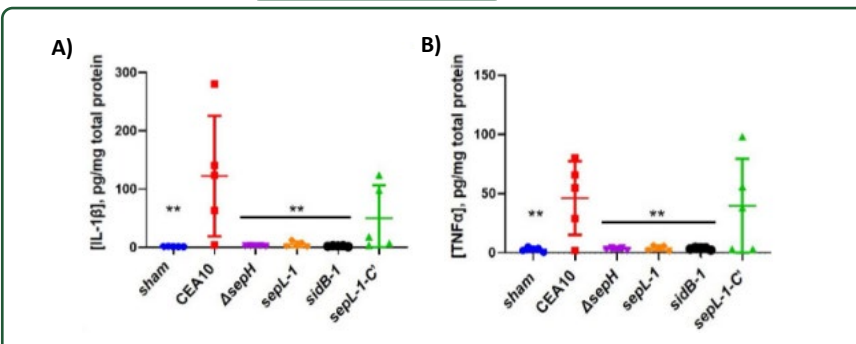 A)
B)
[IL-1β], pg/mg total protein
300
200
100
0
**
**
sham
CEA10
ΔsepH
sepL-1
sidB-1
sepL-1-C'
[TNFα], pg/mg total protein
150
100
50
0
**
**
sham
CEA10
ΔsepH
sepL-1
sidB-1
sepL-1-C'